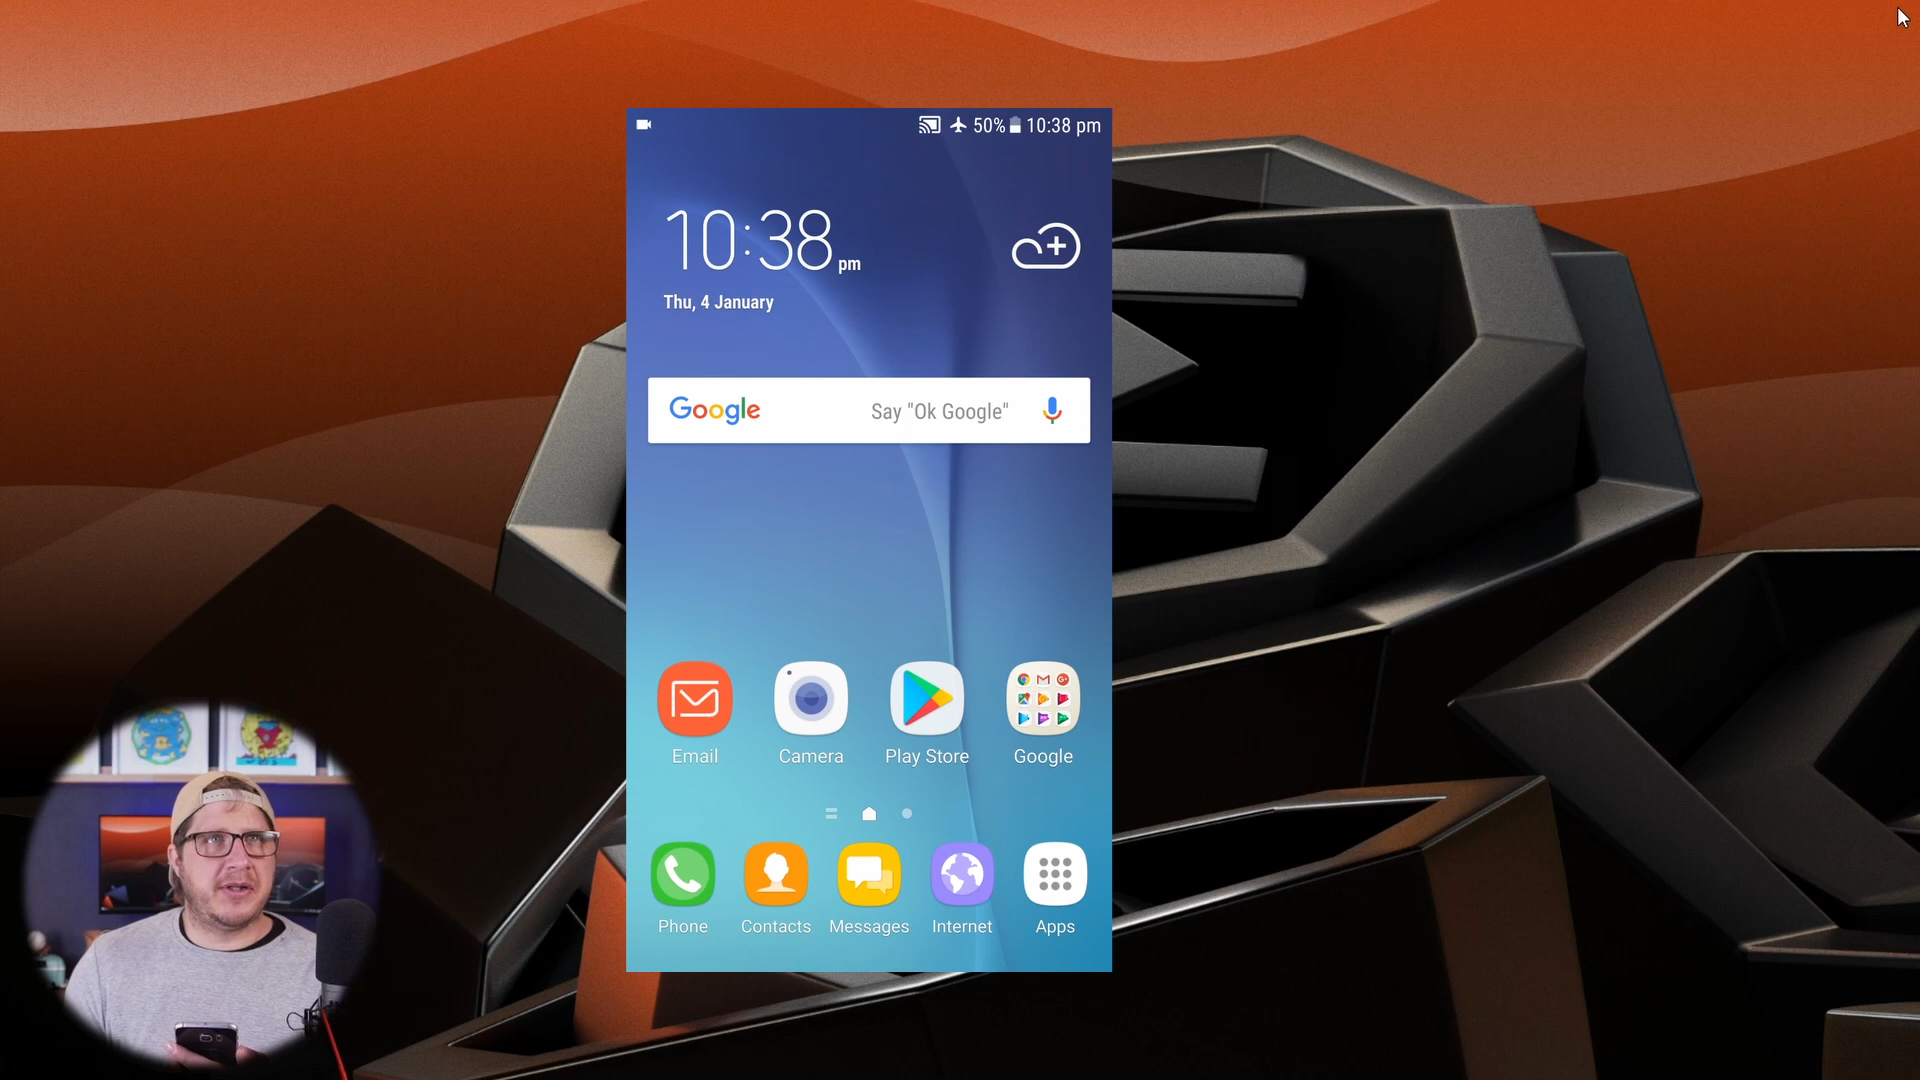 50% 10:38 pm
10:38 pm
Thu, 4 January
Google Say "Ok Google"
Email Camera Play Store Google
Phone Contacts Messages Internet Apps